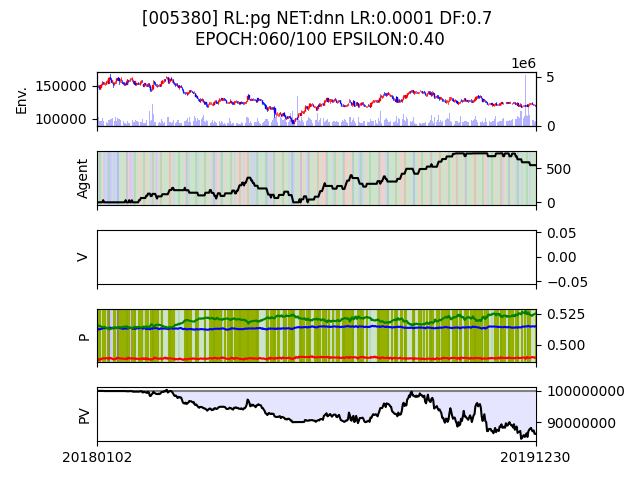 [005380] RL:pg NET:dnn LR:0.0001 DF:0.7
EPOCH:060/100 EPSILON:0.40
1e6
Env.
150000
100000
5
0
Agent
500
0
V
0.05
0.00
−0.05
P
0.525
0.500
PV
100000000
90000000
20180102
20191230